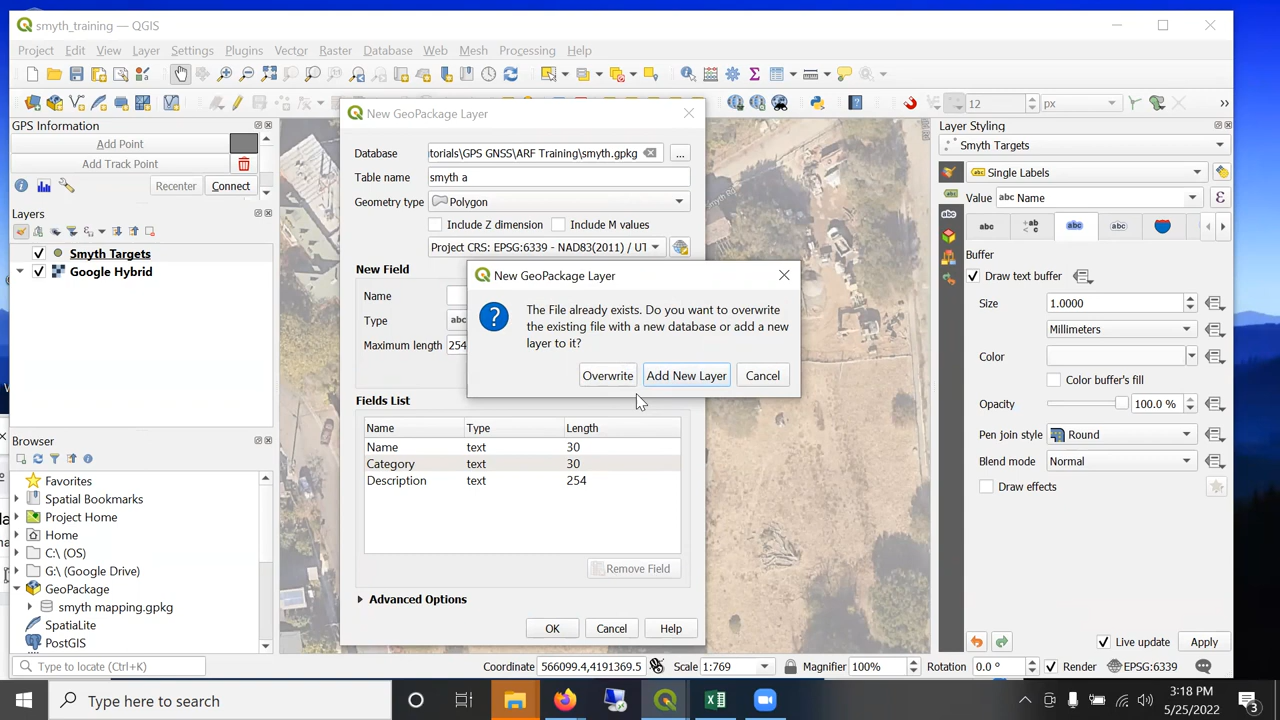 smyth_training — QGIS
Project Edit View Layer Settings Plugins Vector Raster Database Web Mesh Processing Help
12 px
GPS Information
Add Point
Add Track Point
Recenter Connect
Layers
Smyth Targets
Google Hybrid
Browser
Favorites
Spatial Bookmarks
Project Home
Home
C:\ (OS)
G:\ (Google Drive)
GeoPackage
smyth mapping.gpkg
SpatiaLite
PostGIS
New GeoPackage Layer
Database itorials\GPS GNSS\ARF Training\smyth.gpkg ...
Table name smyth a
Geometry type Polygon
Include Z dimension Include M values
Project CRS: EPSG:6339 - NAD83(2011) / UT
New Field
Name
Type abc
Maximum length 254
New GeoPackage Layer
The File already exists. Do you want to overwrite
the existing file with a new database or add a new
layer to it?
Overwrite Add New Layer Cancel
Fields List
Name Type Length
Name text 30
Category text 30
Description text 254
Remove Field
Advanced Options
OK Cancel Help
Layer Styling
Smyth Targets
Single Labels
Value abc Name
Buffer
Draw text buffer
Size 1.0000
Millimeters
Color
Color buffer's fill
Opacity 100.0 %
Pen join style Round
Blend mode Normal
Draw effects
Live update Apply
Type to locate (Ctrl+K) Coordinate 566099.4,4191369.5 Scale 1:769 Magnifier 100% Rotation 0.0 ° Render EPSG:6339
Type here to search
3:18 PM
5/25/2022
3